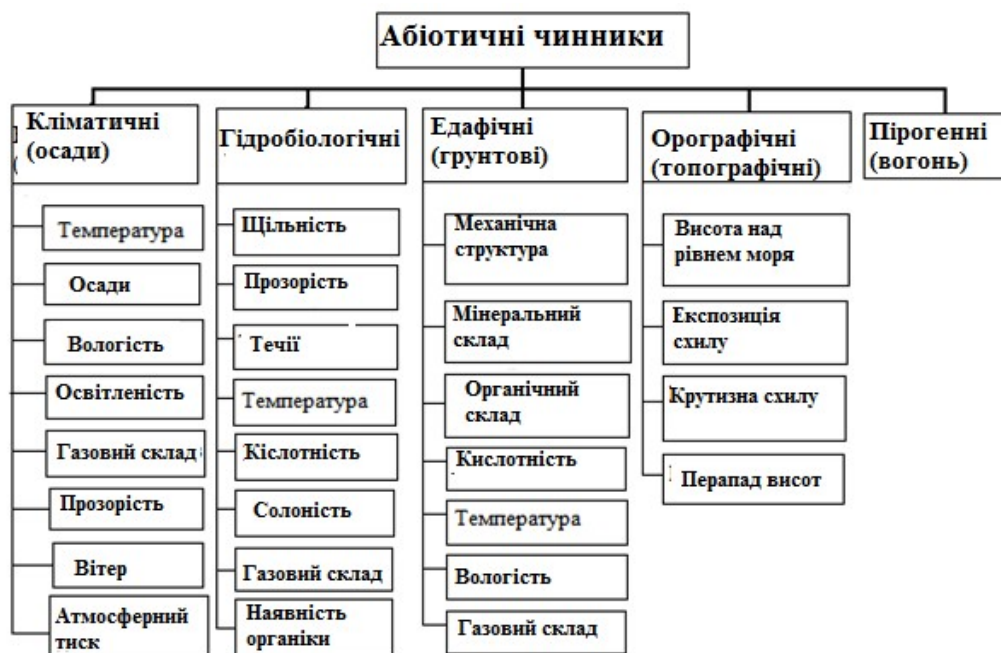 Абіотичні чинники
Кліматичні
(осади)
Температура
Осади
Вологість
Освітленість
Газовий склад
Прозорість
Вітер
Атмосферний
тиск
Гідробіологічні
Щільність
Прозорість
Течії
Температура
Кіслотність
Солоність
Газовий склад
Наявність
органіки
Едафічні
(грунтові)
Механічна
структура
Мінеральний
склад
Органічний
склад
Кислотність
Температура
Вологість
Газовий склад
Орографічні
(топографічні)
Висота над
рівнем моря
Експозиція
схилу
Крутизна схилу
Перапад висот
Пірогенні
(вогонь)